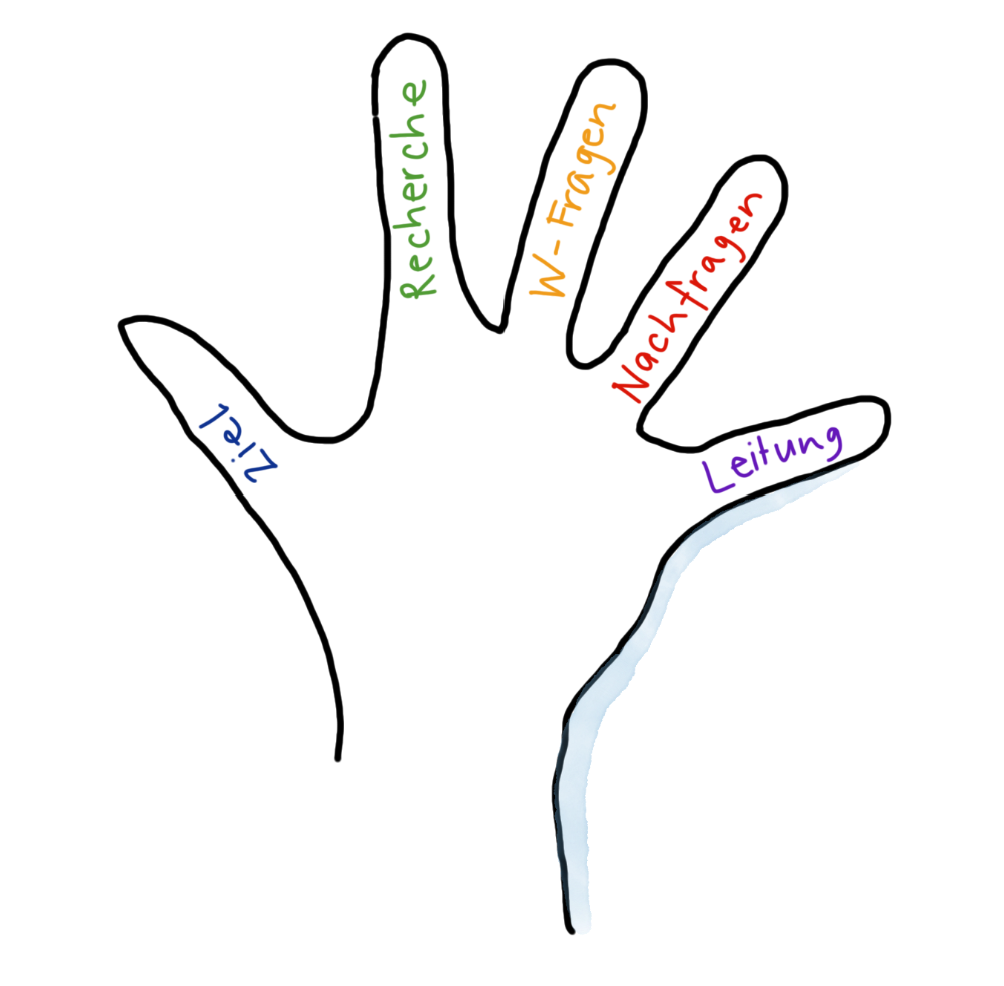 Ziel
Recherche
W-Fragen
Nachfragen
Leitung